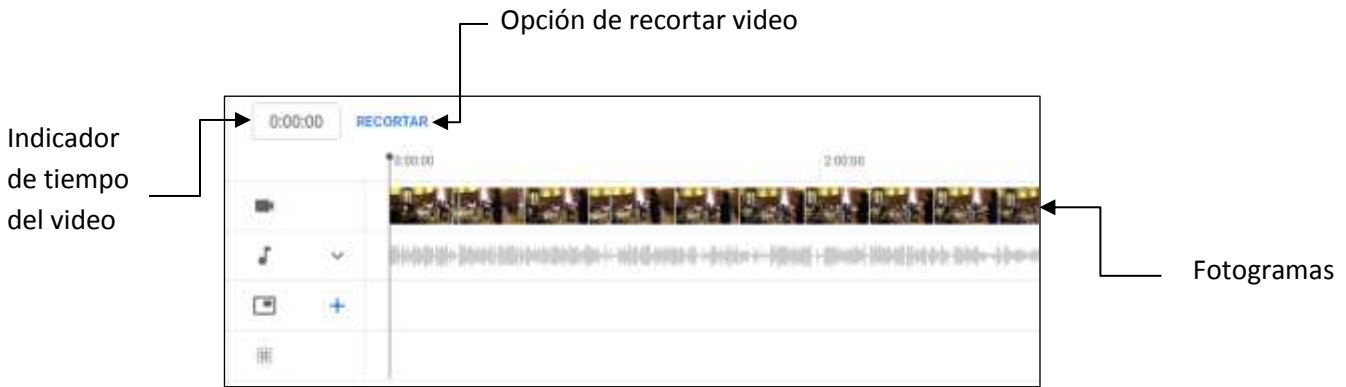 Opción de recortar video
Indicador
de tiempo
del video
0:00:00 RECORTAR
0:00:00 2:00:00
Fotogramas